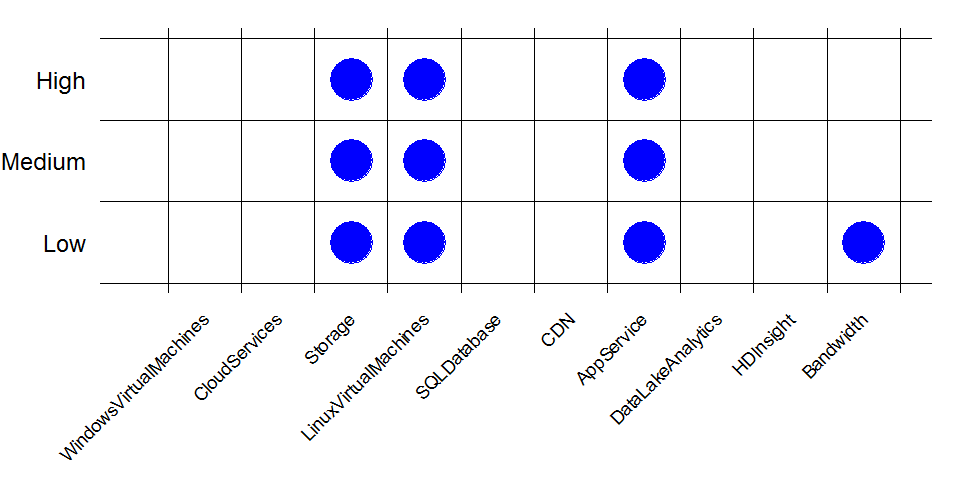 High
Medium
Low
WindowsVirtualMachines
CloudServices
Storage
LinuxVirtualMachines
SQLDatabase
CDN
AppService
DataLakeAnalytics
HDInsight
Bandwidth